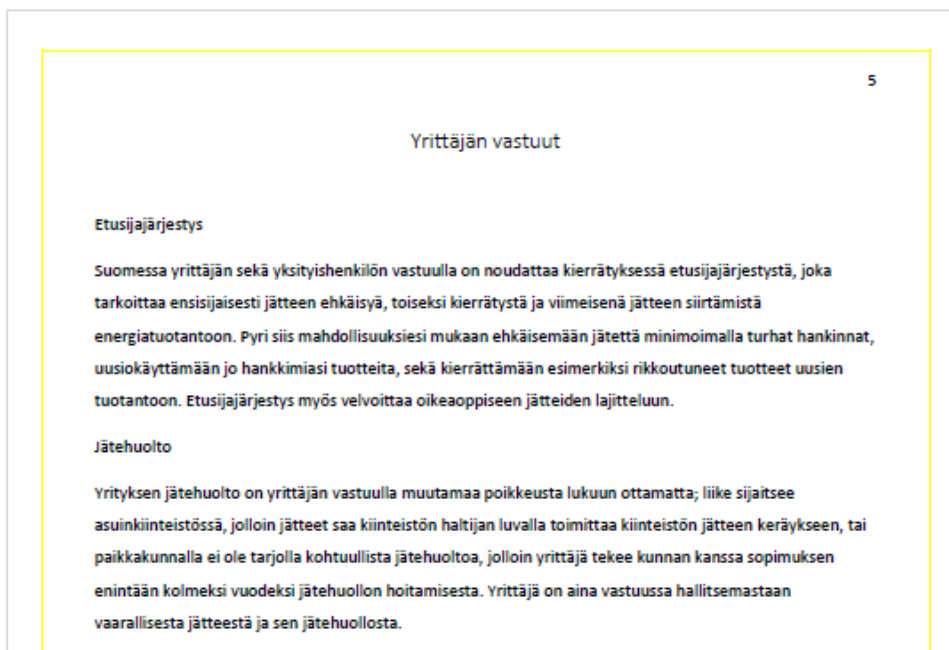 5
Yrittäjän vastuut
Etusijajärjestys
Suomessa yrittäjän sekä yksityishenkilön vastuulla on noudattaa kierrätyksessä etusijajärjestystä, joka
tarkoittaa ensisijaisesti jätteen ehkäisyä, toiseksi kierrätystä ja viimeisenä jätteen siirtämistä
energiatuotantoon. Pyri siis mahdollisuuksiesi mukaan ehkäisemään jätettä minimoimalla turhat hankinnat,
uusiokäyttämään jo hankkimiasi tuotteita, sekä kierrättämään esimerkiksi rikkoutuneet tuotteet uusien
tuotantoon. Etusijajärjestys myös velvoittaa oikeaoppiseen jätteiden lajitteluun.
Jätehuolto
Yrityksen jätehuolto on yrittäjän vastuulla muutamaa poikkeusta lukuun ottamatta; liike sijaitsee
asuinkiinteistössä, jolloin jätteet saa kiinteistön haltijan luvalla toimittaa kiinteistön jätteen keräykseen, tai
paikkakunnalla ei ole tarjolla kohtuullista jätehuoltoa, jolloin yrittäjä tekee kunnan kanssa sopimuksen
enintään kolmeksi vuodeksi jätehuollon hoitamisesta. Yrittäjä on aina vastuussa hallitsemastaan
vaarallisesta jätteestä ja sen jätehuollosta.